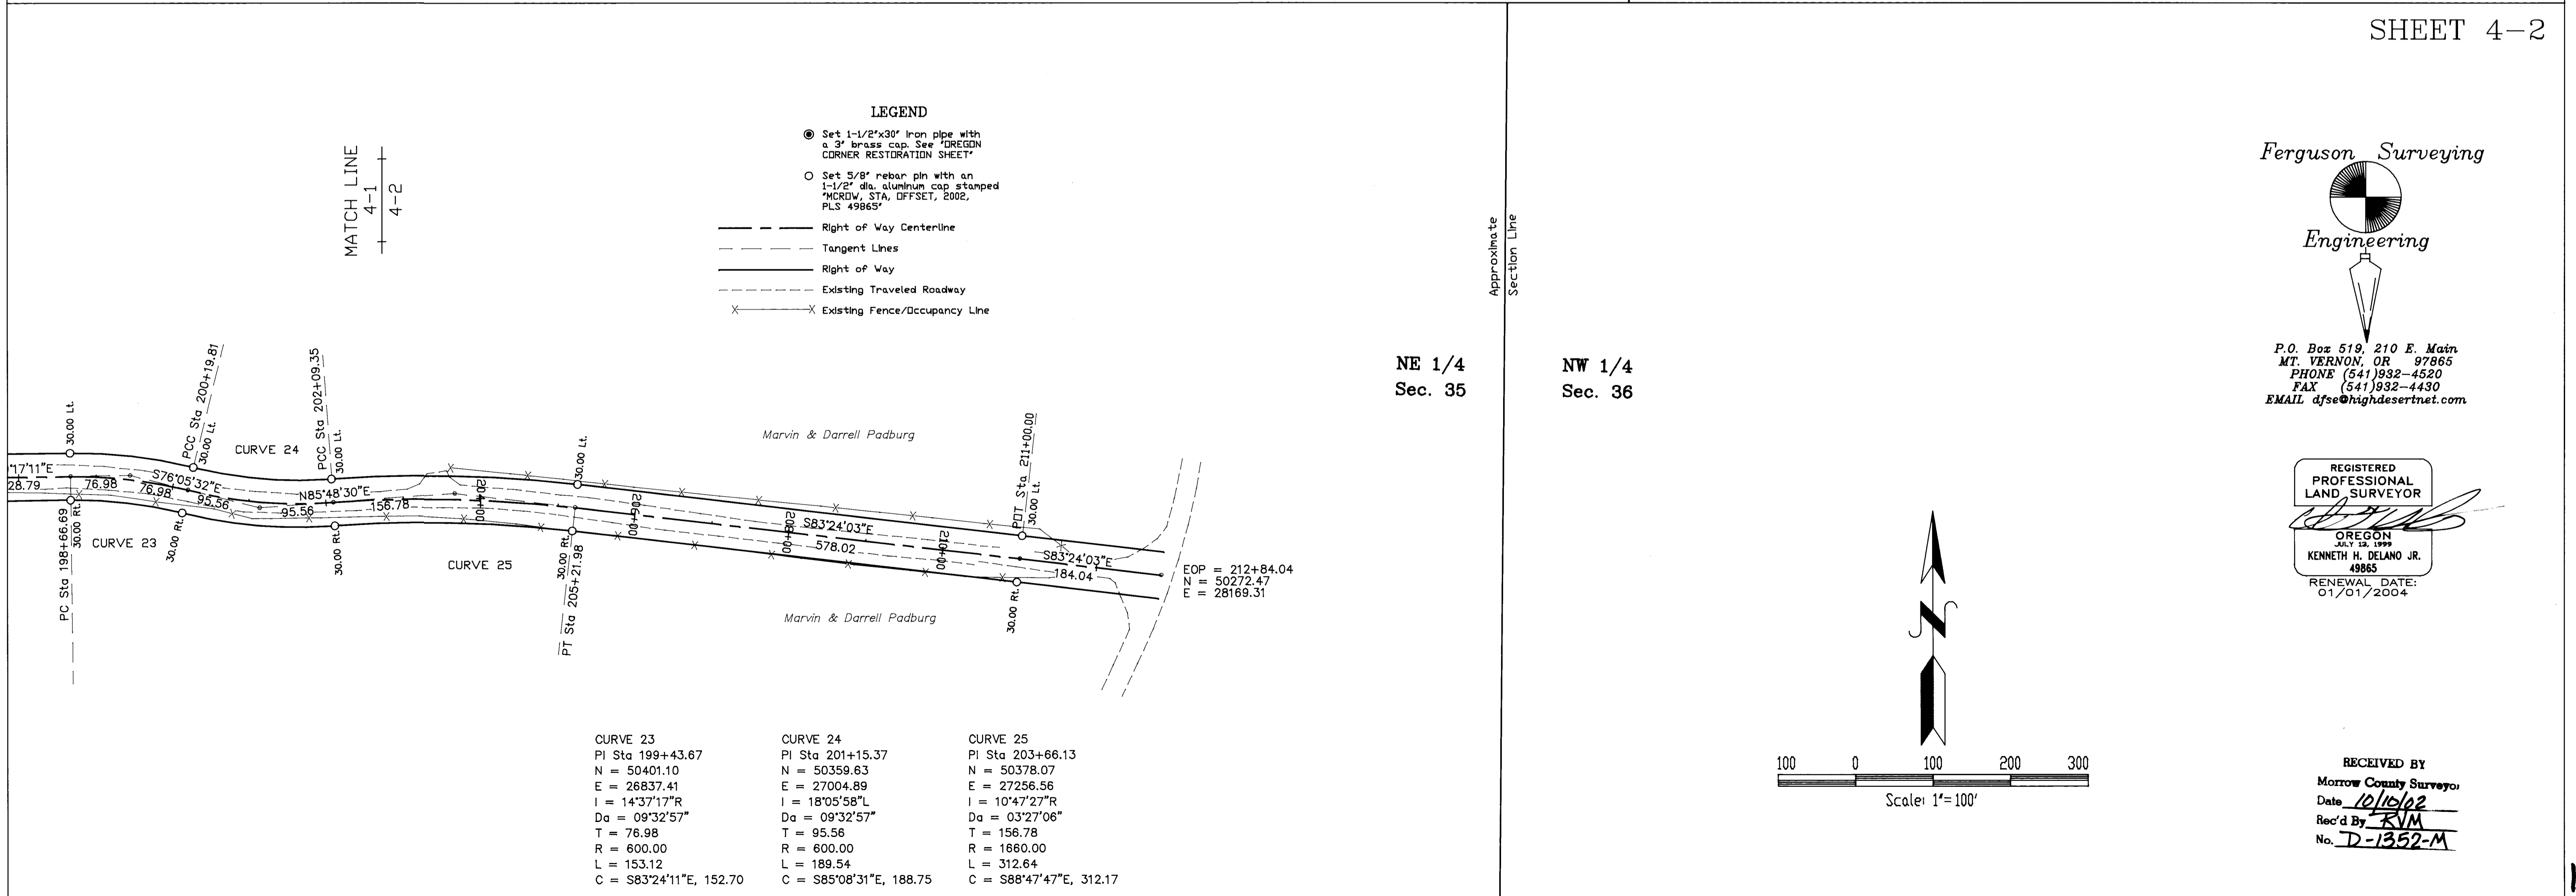 SHEET 4-2
LEGEND
Set 1-1/2"x30" iron pipe with
a 3" brass cap. See "OREGON
CORNER RESTORATION SHEET"
Set 5/8" rebar pin with an
1-1/2" dia. aluminum cap stamped
"MCROW, STA, OFFSET, 2002,
PLS 49865"
Right of Way Centerline
Tangent Lines
Right of Way
Existing Traveled Roadway
Existing Fence/Occupancy Line
MATCH LINE
4-1
4-2
Approximate
Section Line
NE 1/4
Sec. 35
NW 1/4
Sec. 36
Ferguson Surveying
Engineering
P.O. Box 519, 210 E. Main
MT. VERNON, OR 97865
PHONE (541)932-4520
FAX (541)932-4430
EMAIL dfse@highdesertnet.com
REGISTERED
PROFESSIONAL
LAND SURVEYOR
OREGON
JULY 13, 1999
KENNETH H. DELANO JR.
49865
RENEWAL DATE:
01/01/2004
30.00 Lt.
PCC Sta 200+19.81
30.00 Lt.
CURVE 24
PCC Sta 202+09.35
30.00 Lt.
30.00 Lt.
Marvin & Darrell Padburg
POT Sta 211+00.00
30.00 Lt.
°17'11"E
28.79
76.98
S76°05'32"E
76.98
95.56
N85°48'30"E
95.56
156.78
204+00
206+00
208+00
S83°24'03"E
578.02
210+00
S83°24'03"E
184.04
EOP = 212+84.04
N = 50272.47
E = 28169.31
PC Sta 198+66.69
30.00 Rt.
CURVE 23
30.00 Rt.
30.00 Rt.
CURVE 25
30.00 Rt.
PT Sta 205+21.98
Marvin & Darrell Padburg
30.00 Rt.
CURVE 23
PI Sta 199+43.67
N = 50401.10
E = 26837.41
I = 14°37'17"R
Da = 09°32'57"
T = 76.98
R = 600.00
L = 153.12
C = S83°24'11"E, 152.70
CURVE 24
PI Sta 201+15.37
N = 50359.63
E = 27004.89
I = 18°05'58"L
Da = 09°32'57"
T = 95.56
R = 600.00
L = 189.54
C = S85°08'31"E, 188.75
CURVE 25
PI Sta 203+66.13
N = 50378.07
E = 27256.56
I = 10°47'27"R
Da = 03°27'06"
T = 156.78
R = 1660.00
L = 312.64
C = S88°47'47"E, 312.17
N
100 0 100 200 300
Scale: 1"=100'
RECEIVED BY
Morrow County Surveyor
Date 10/10/02
Rec'd By RVM
No. D-1352-M